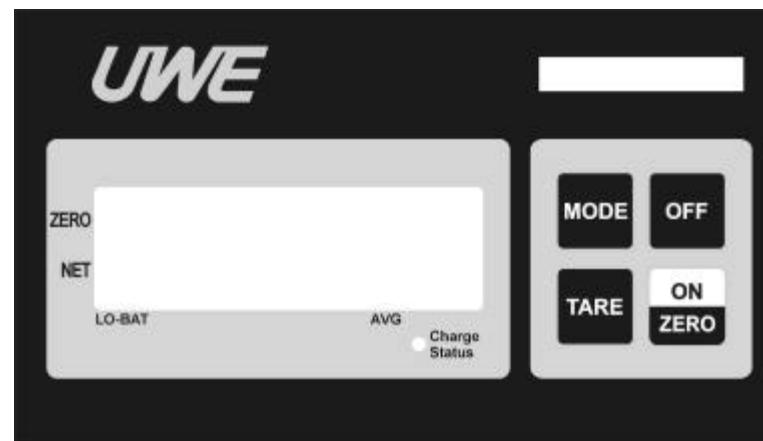 UWE
ZERO
NET
LO-BAT AVG
Charge
Status
MODE OFF
TARE ON
ZERO